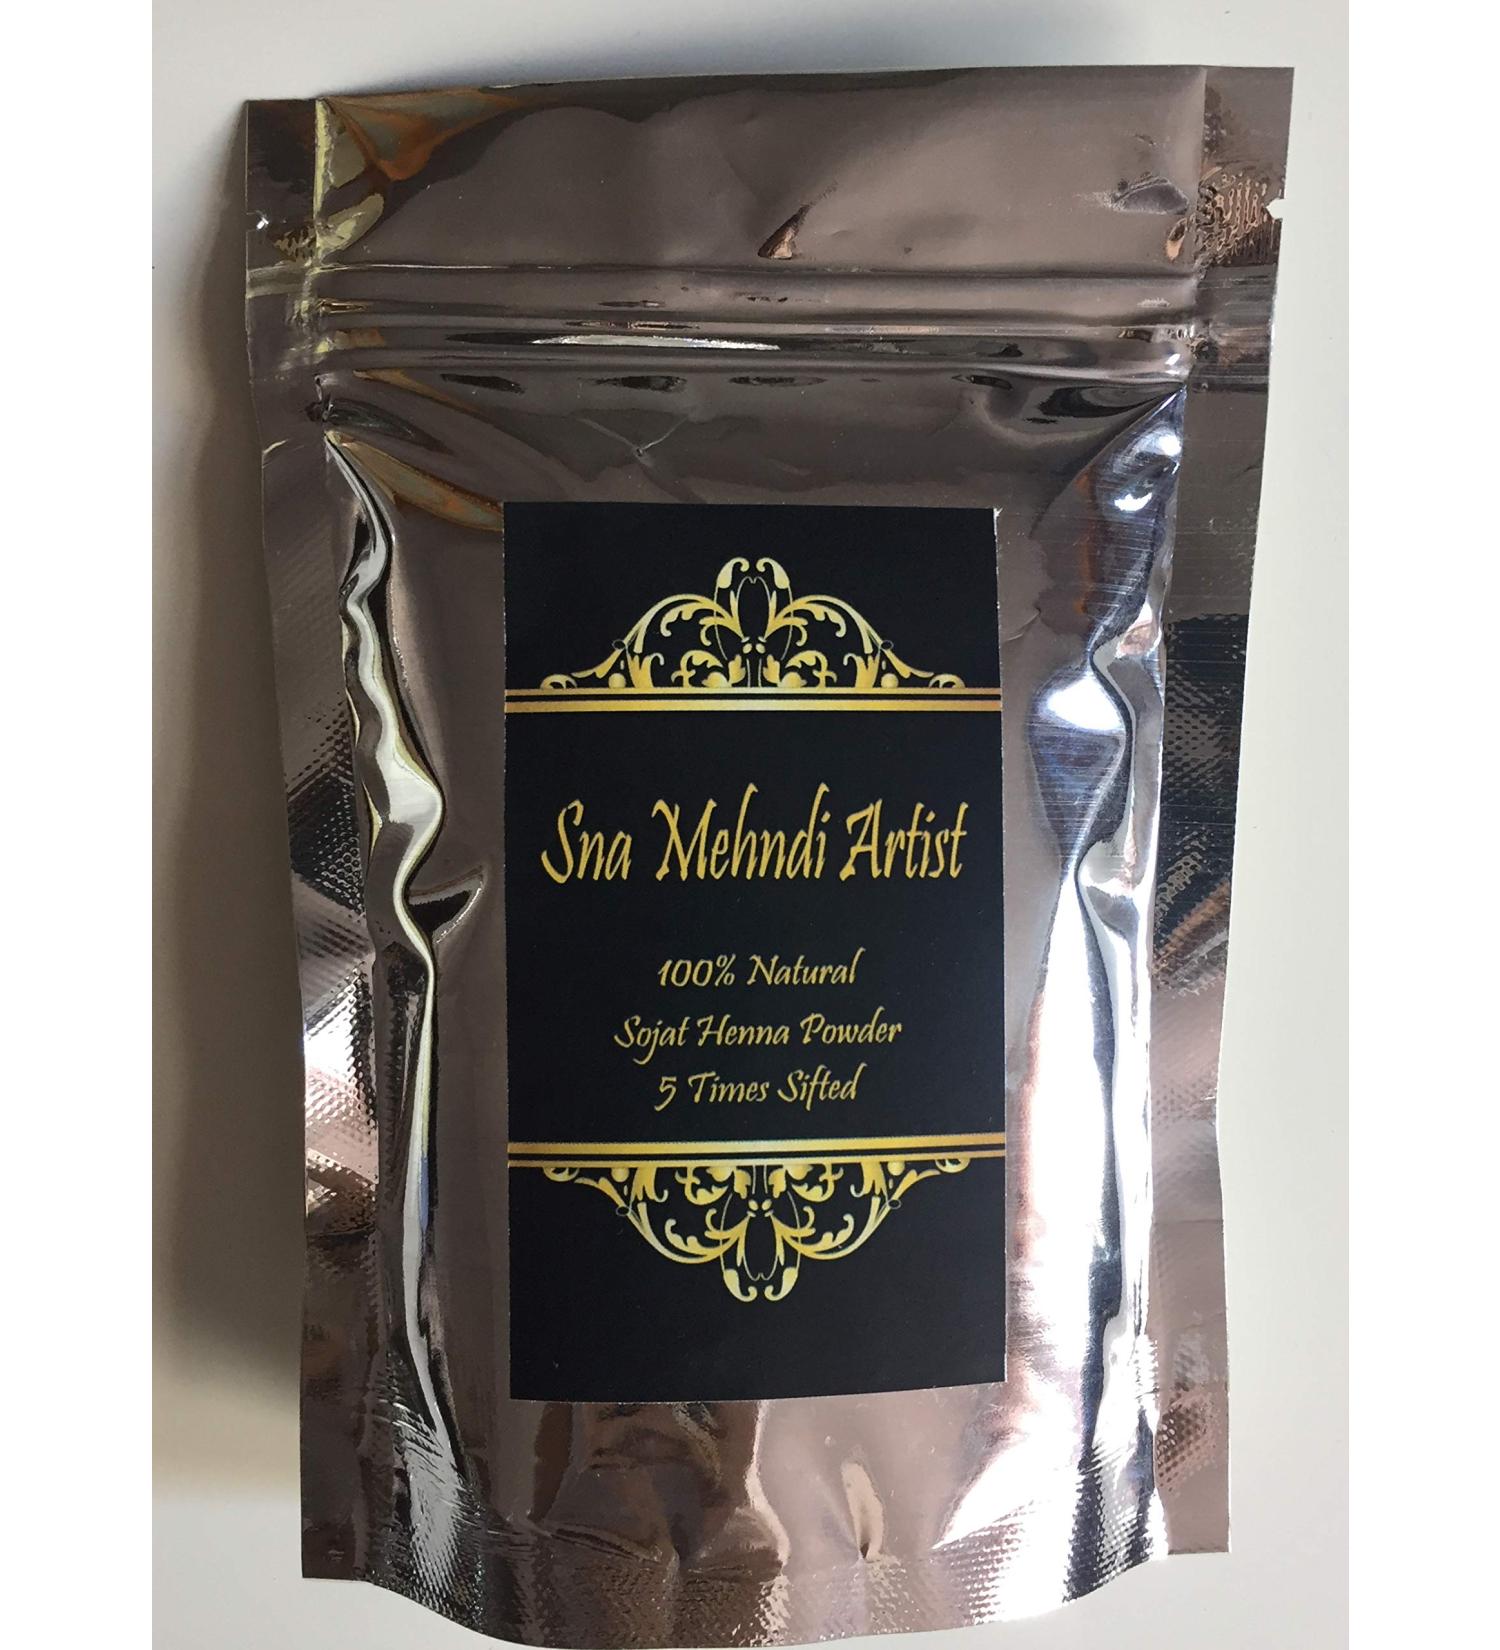 Sna Mehndi Artist
100% Natural
Sojat Henna Powder
5 Times Sifted